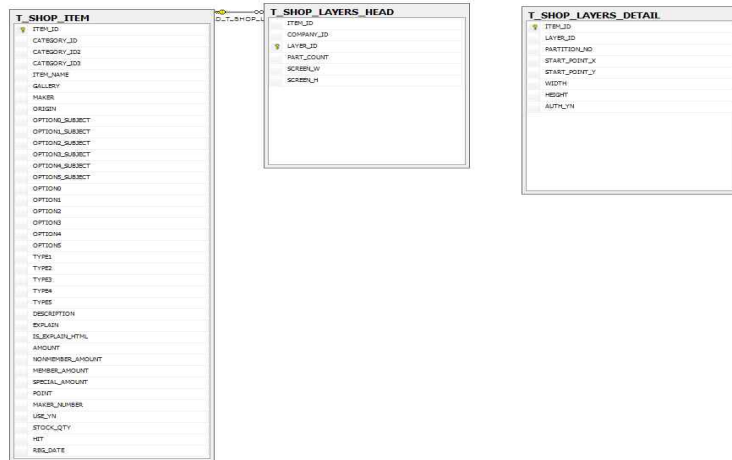 T_SHOP_ITEM
ITEM_ID
CATEGORY_ID
CATEGORY_ID2
CATEGORY_ID3
ITEM_NAME
GALLERY
MAKER
ORIGIN
OPTION0_SUBJECT
OPTION1_SUBJECT
OPTION2_SUBJECT
OPTION3_SUBJECT
OPTION4_SUBJECT
OPTION5_SUBJECT
OPTION0
OPTION1
OPTION2
OPTION3
OPTION4
OPTION5
TYPE1
TYPE2
TYPE3
TYPE4
TYPE5
DESCRIPTION
EXPLAIN
IS_EXPLAIN_HTML
AMOUNT
NONMEMBER_AMOUNT
MEMBER_AMOUNT
SPECIAL_AMOUNT
POINT
MAKER_NUMBER
USE_YN
STOCK_QTY
HIT
REG_DATE
D_T_SHOP_L
T_SHOP_LAYERS_HEAD
ITEM_ID
COMPANY_ID
LAYER_ID
PART_COUNT
SCREEN_W
SCREEN_H
T_SHOP_LAYERS_DETAIL
ITEM_ID
LAYER_ID
PARTITION_NO
START_POINT_X
START_POINT_Y
WIDTH
HEIGHT
AUTH_YN